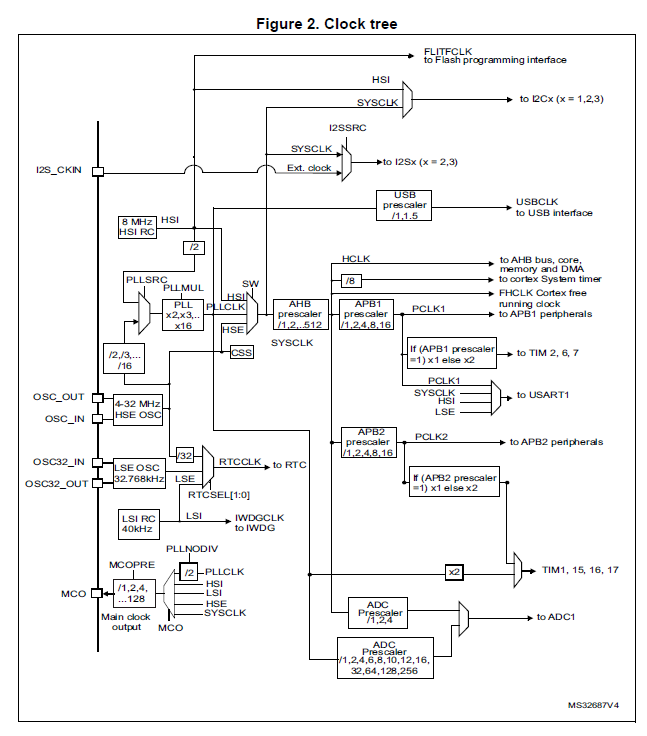 Figure 2. Clock tree
FLITFCLK
to Flash programming interface
HSI
SYSCLK
to I2Cx (x = 1,2,3)
I2SSRC
SYSCLK
to I2Sx (x = 2,3)
I2S_CKIN
Ext. clock
USB
prescaler
/1,1.5
USBCLK
to USB interface
8 MHz
HSI RC
HSI
/2
HCLK
to AHB bus, core,
memory and DMA
/8
to cortex System timer
FHCLK Cortex free
running clock
PLLSRC
PLLMUL
SW
PLL
x2,x3,..
x16
HSI
PLLCLK
HSE
AHB
prescaler
/1,2,..512
APB1
prescaler
/1,2,4,8,16
PCLK1
to APB1 peripherals
SYSCLK
CSS
/2,/3,...
/16
If (APB1 prescaler
=1) x1 else x2
to TIM 2, 6, 7
PCLK1
SYSCLK
HSI
LSE
to USART1
OSC_OUT
OSC_IN
4-32 MHz
HSE OSC
APB2
prescaler
/1,2,4,8,16
PCLK2
to APB2 peripherals
/32
OSC32_IN
OSC32_OUT
LSE OSC
32.768kHz
LSE
RTCCLK
to RTC
RTCSEL[1:0]
If (APB2 prescaler
=1) x1 else x2
LSI RC
40kHz
LSI
IWDGCLK
to IWDG
PLLNODIV
MCOPRE
/2
PLLCLK
HSI
LSI
HSE
SYSCLK
MCO
/1,2,4,
...128
Main clock
output
MCO
x2
TIM1, 15, 16, 17
ADC
Prescaler
/1,2,4
to ADC1
ADC
Prescaler
/1,2,4,6,8,10,12,16,
32,64,128,256
MS32687V4